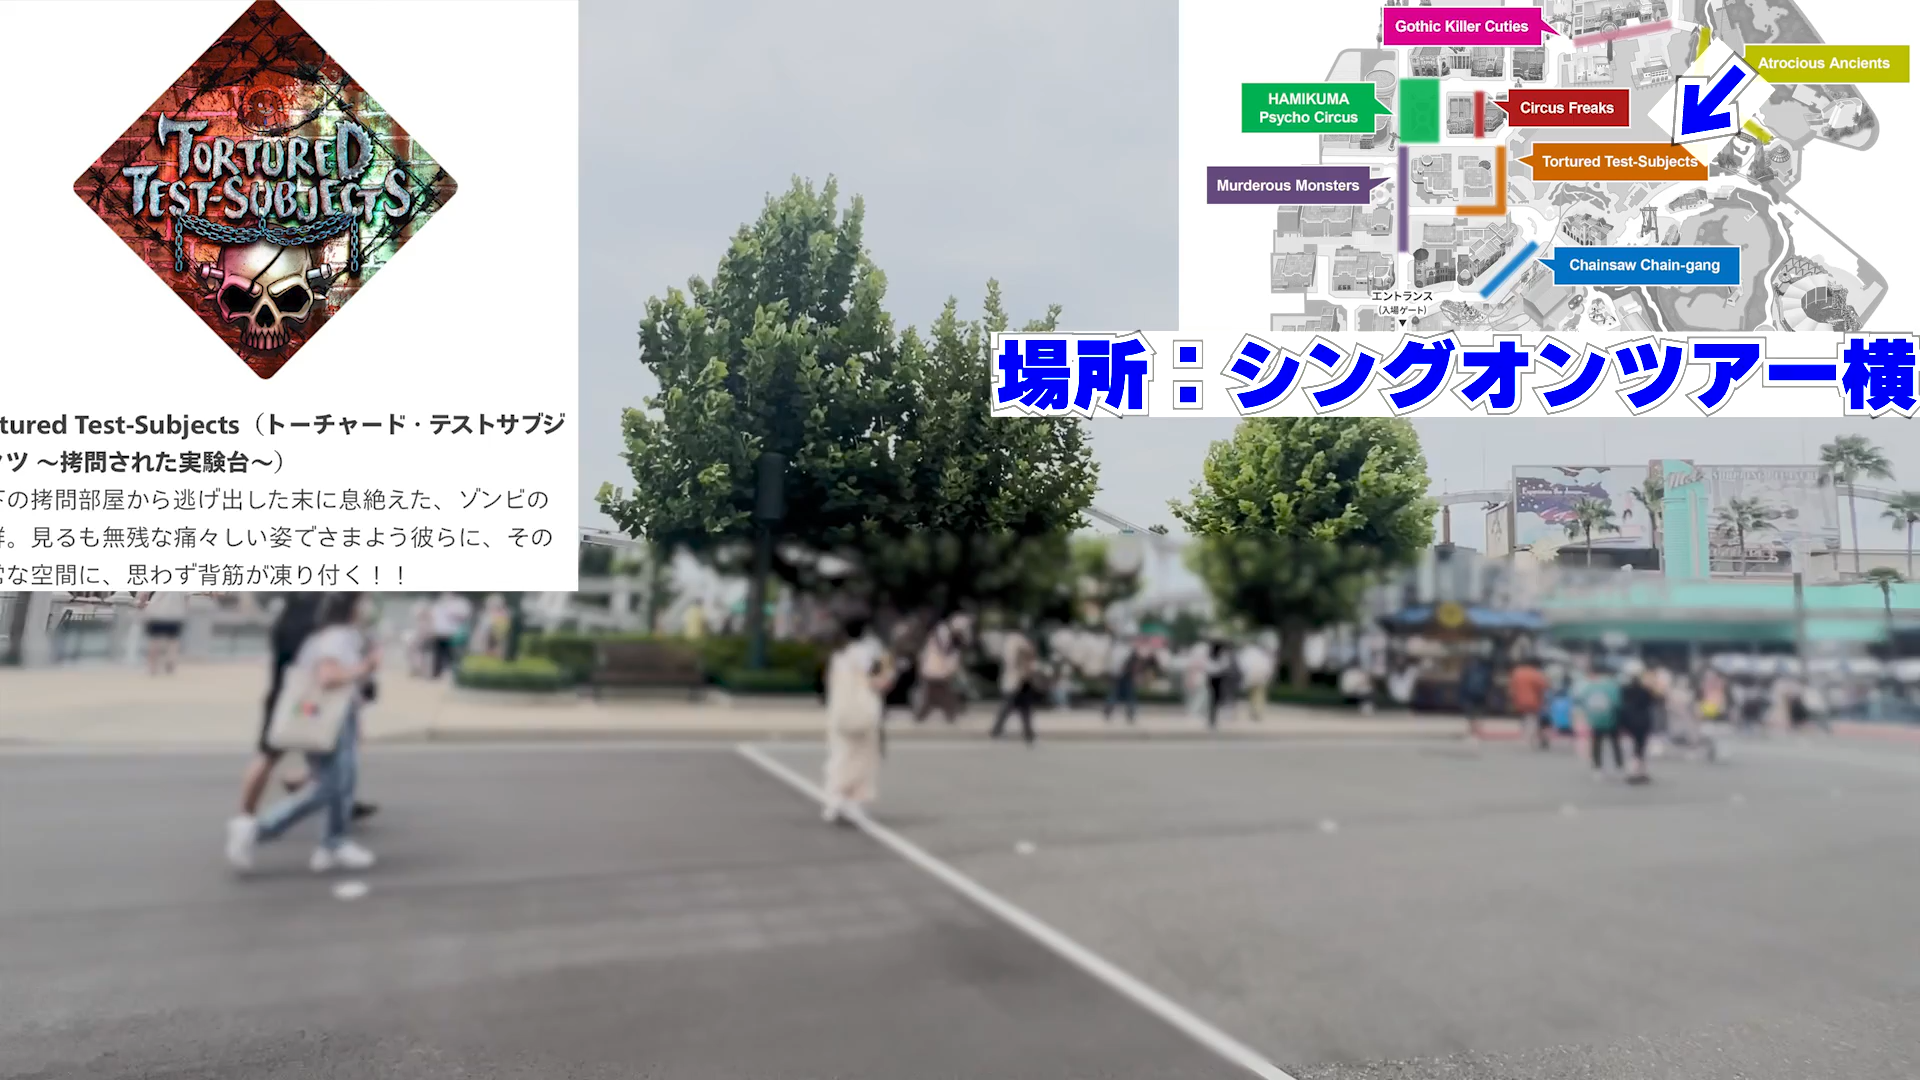 TORTURED
TEST-SUBJECTS
tured Test-Subjects（トーチャード・テストサブジ
ツ ～拷問された実験台～）
下の拷問部屋から逃げ出した末に息絶えた、ゾンビの
群。見るも無残な痛々しい姿でさまよう彼らに、その
常な空間に、思わず背筋が凍り付く！！
Gothic Killer Cuties
Atrocious Ancients
HAMIKUMA
Psycho Circus
Circus Freaks
Tortured Test-Subjects
Murderous Monsters
Chainsaw Chain-gang
エントランス
（入場ゲート）
場所：シングオンツアー横
Mel's